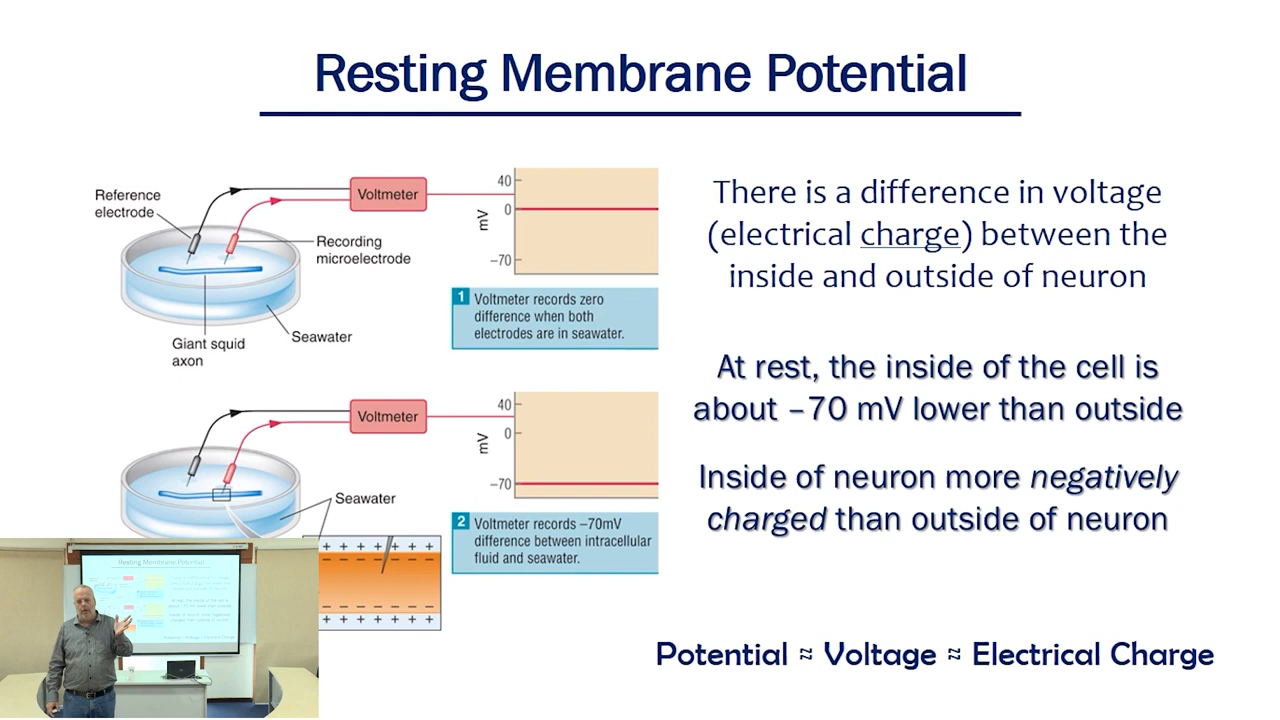 Resting Membrane Potential
Reference
electrode
Voltmeter
40
0
–70
mV
Recording
microelectrode
Seawater
Giant squid
axon
1 Voltmeter records zero
difference when both
electrodes are in seawater.
There is a difference in voltage
(electrical charge) between the
inside and outside of neuron
At rest, the inside of the cell is
about –70 mV lower than outside
Inside of neuron more negatively
charged than outside of neuron
Voltmeter
40
0
–70
mV
Seawater
2 Voltmeter records –70mV
difference between intracellular
fluid and seawater.
+ + + + + + +
– – – – – –
– – – – – –
+ + + + + + +
Potential ≈ Voltage ≈ Electrical Charge
Resting Membrane Potential